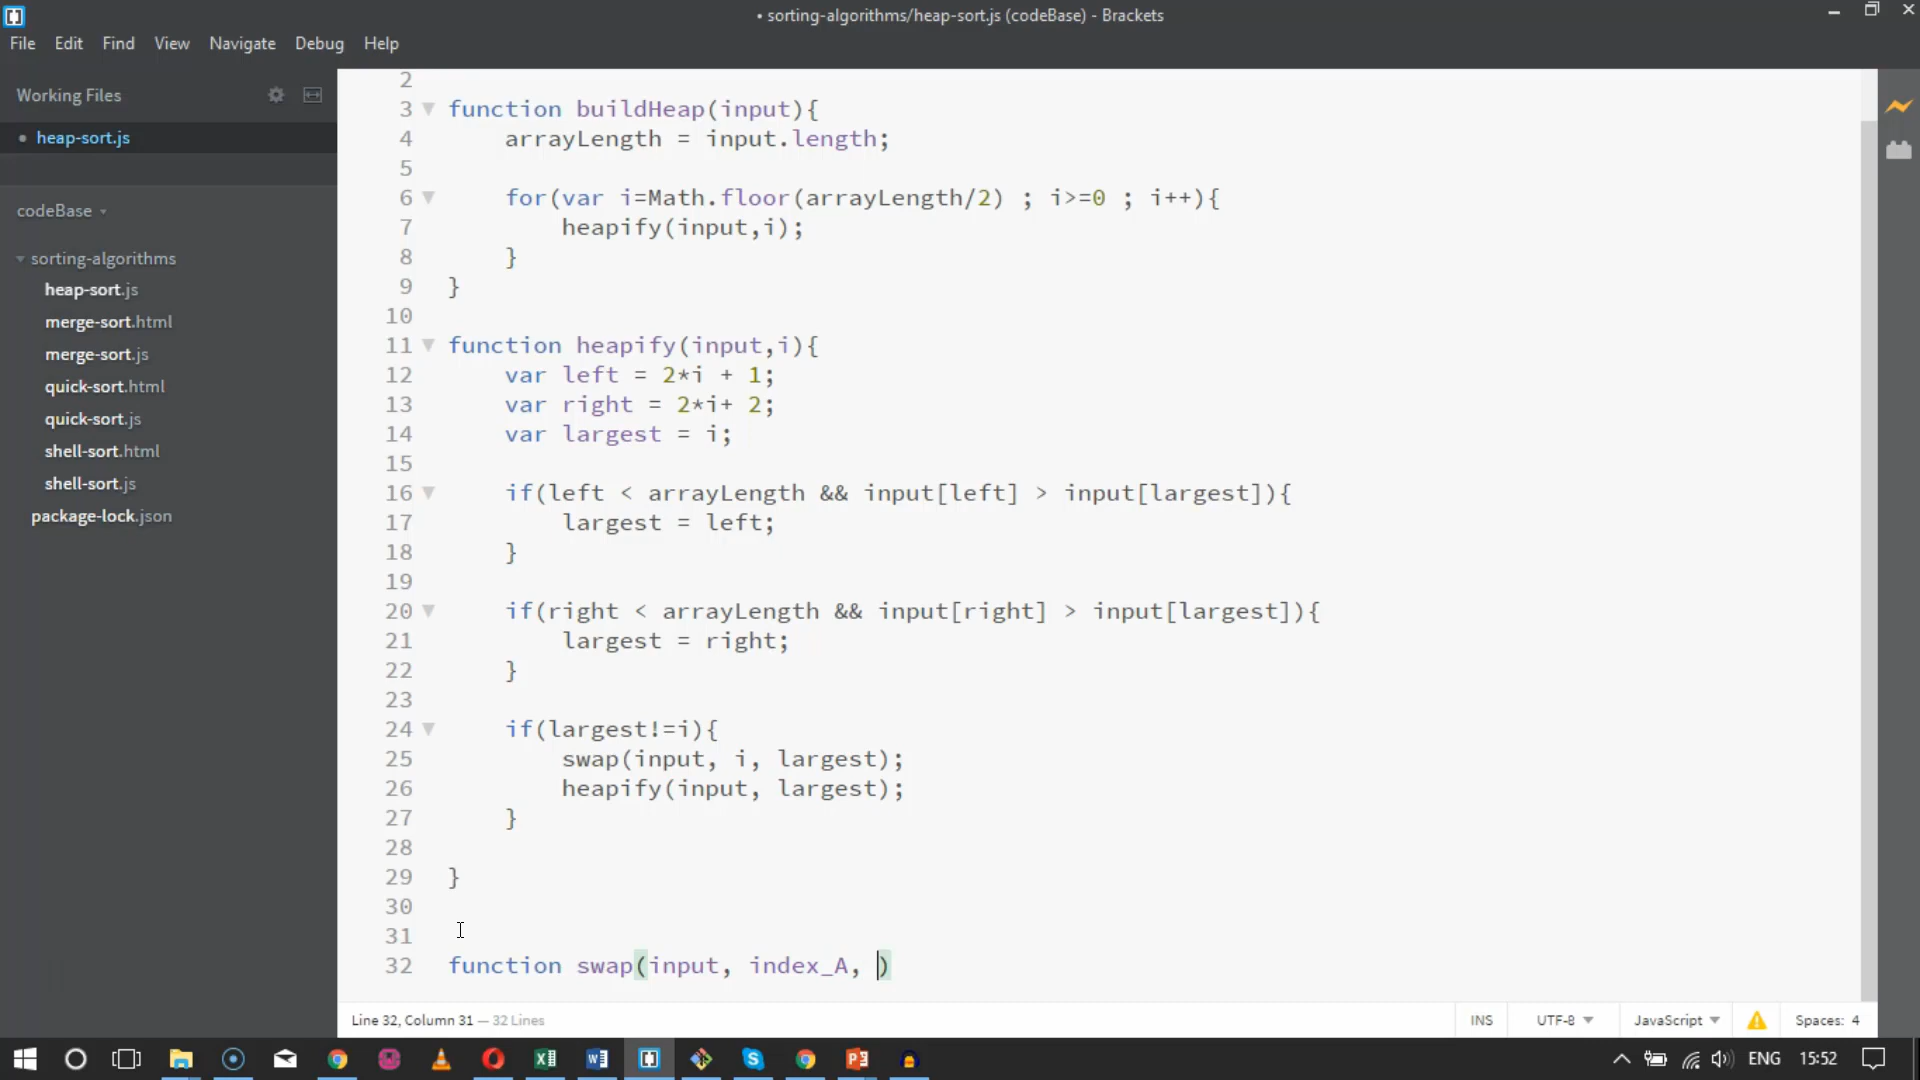 • sorting-algorithms/heap-sort.js (codeBase) - Brackets
File Edit Find View Navigate Debug Help
Working Files
• heap-sort.js
codeBase
sorting-algorithms
heap-sort.js
merge-sort.html
merge-sort.js
quick-sort.html
quick-sort.js
shell-sort.html
shell-sort.js
package-lock.json
2
3 function buildHeap(input){
4     arrayLength = input.length;
5
6     for(var i=Math.floor(arrayLength/2) ; i>=0 ; i++){
7         heapify(input,i);
8     }
9 }
10
11 function heapify(input,i){
12     var left = 2*i + 1;
13     var right = 2*i+ 2;
14     var largest = i;
15
16     if(left < arrayLength && input[left] > input[largest]){
17         largest = left;
18     }
19
20     if(right < arrayLength && input[right] > input[largest]){
21         largest = right;
22     }
23
24     if(largest!=i){
25         swap(input, i, largest);
26         heapify(input, largest);
27     }
28
29 }
30
31
32 function swap(input, index_A, )
Line 32, Column 31 — 32 Lines
INS UTF-8 JavaScript Spaces: 4
ENG 15:52